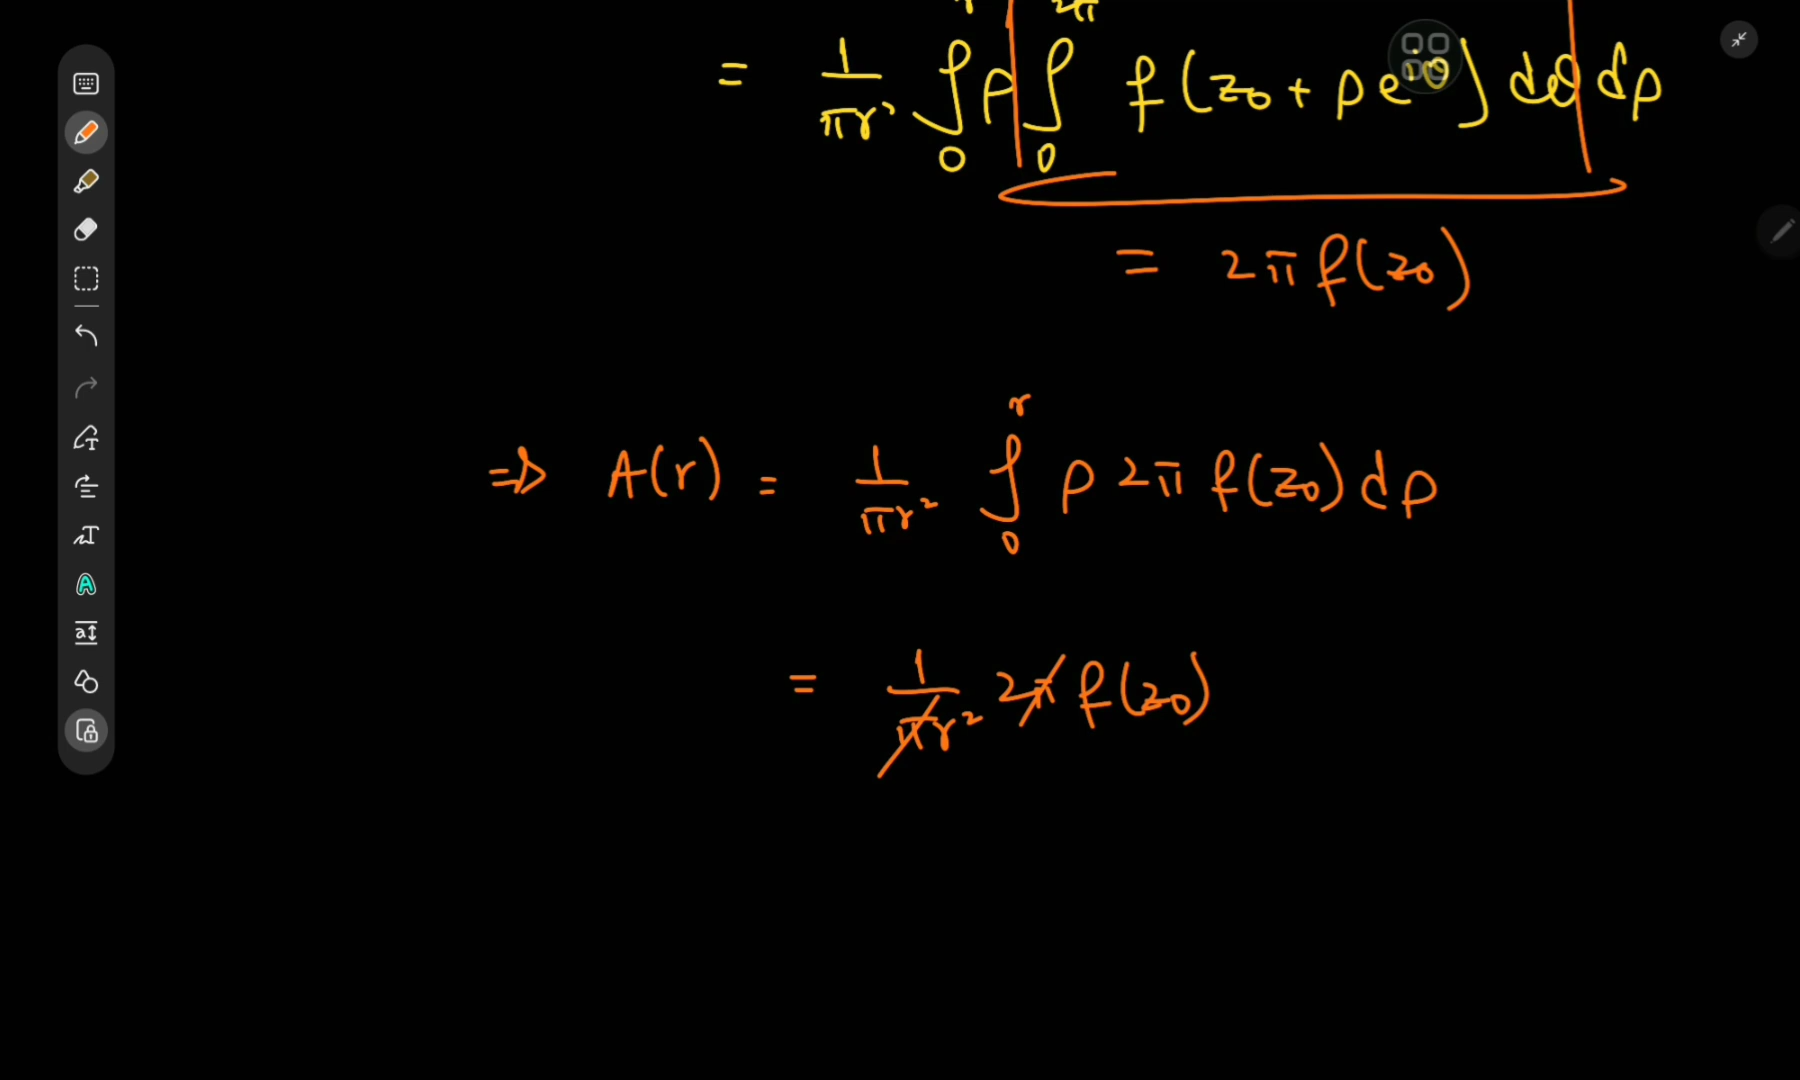 r 2π
= 1/πr² ∫₀ ρ ∫₀ f(z₀ + ρe^{iθ}) dθ dρ
= 2π f(z₀)
⇒ A(r) = 1/πr² ∫₀^r ρ 2π f(z₀) dρ
= 1/πr² 2π f(z₀)